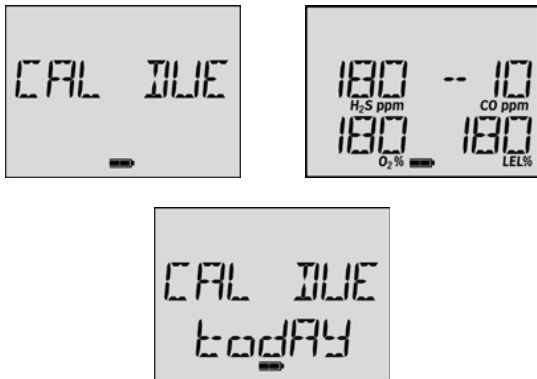 CAL DUE
180 -- 10
H₂S ppm CO ppm
180 180
O₂% LEL%
CAL DUE
todAY